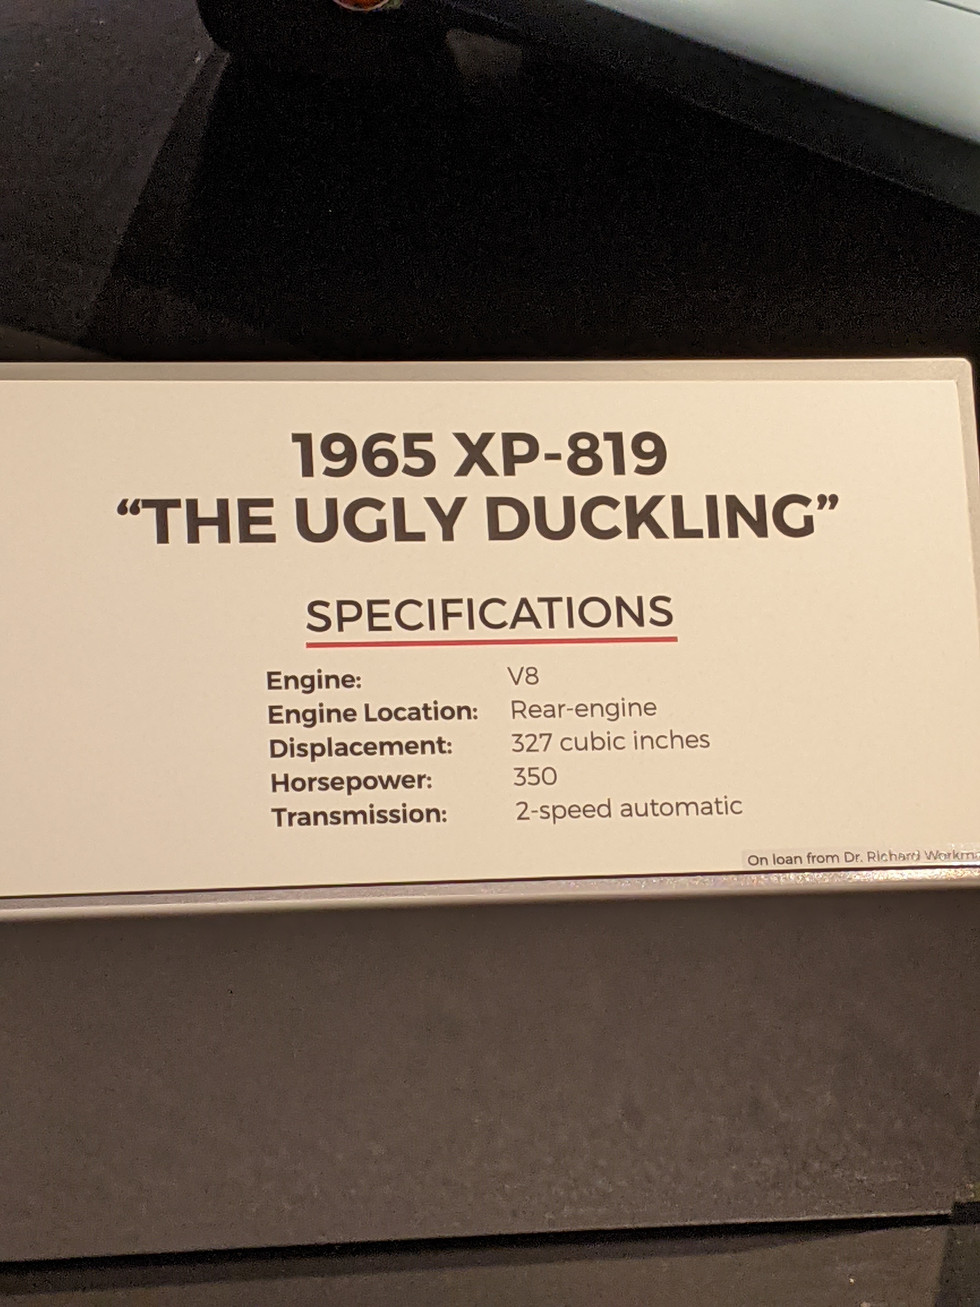 1965 XP-819
“THE UGLY DUCKLING”
SPECIFICATIONS
Engine: V8
Engine Location: Rear-engine
Displacement: 327 cubic inches
Horsepower: 350
Transmission: 2-speed automatic
On loan from Dr. Richard